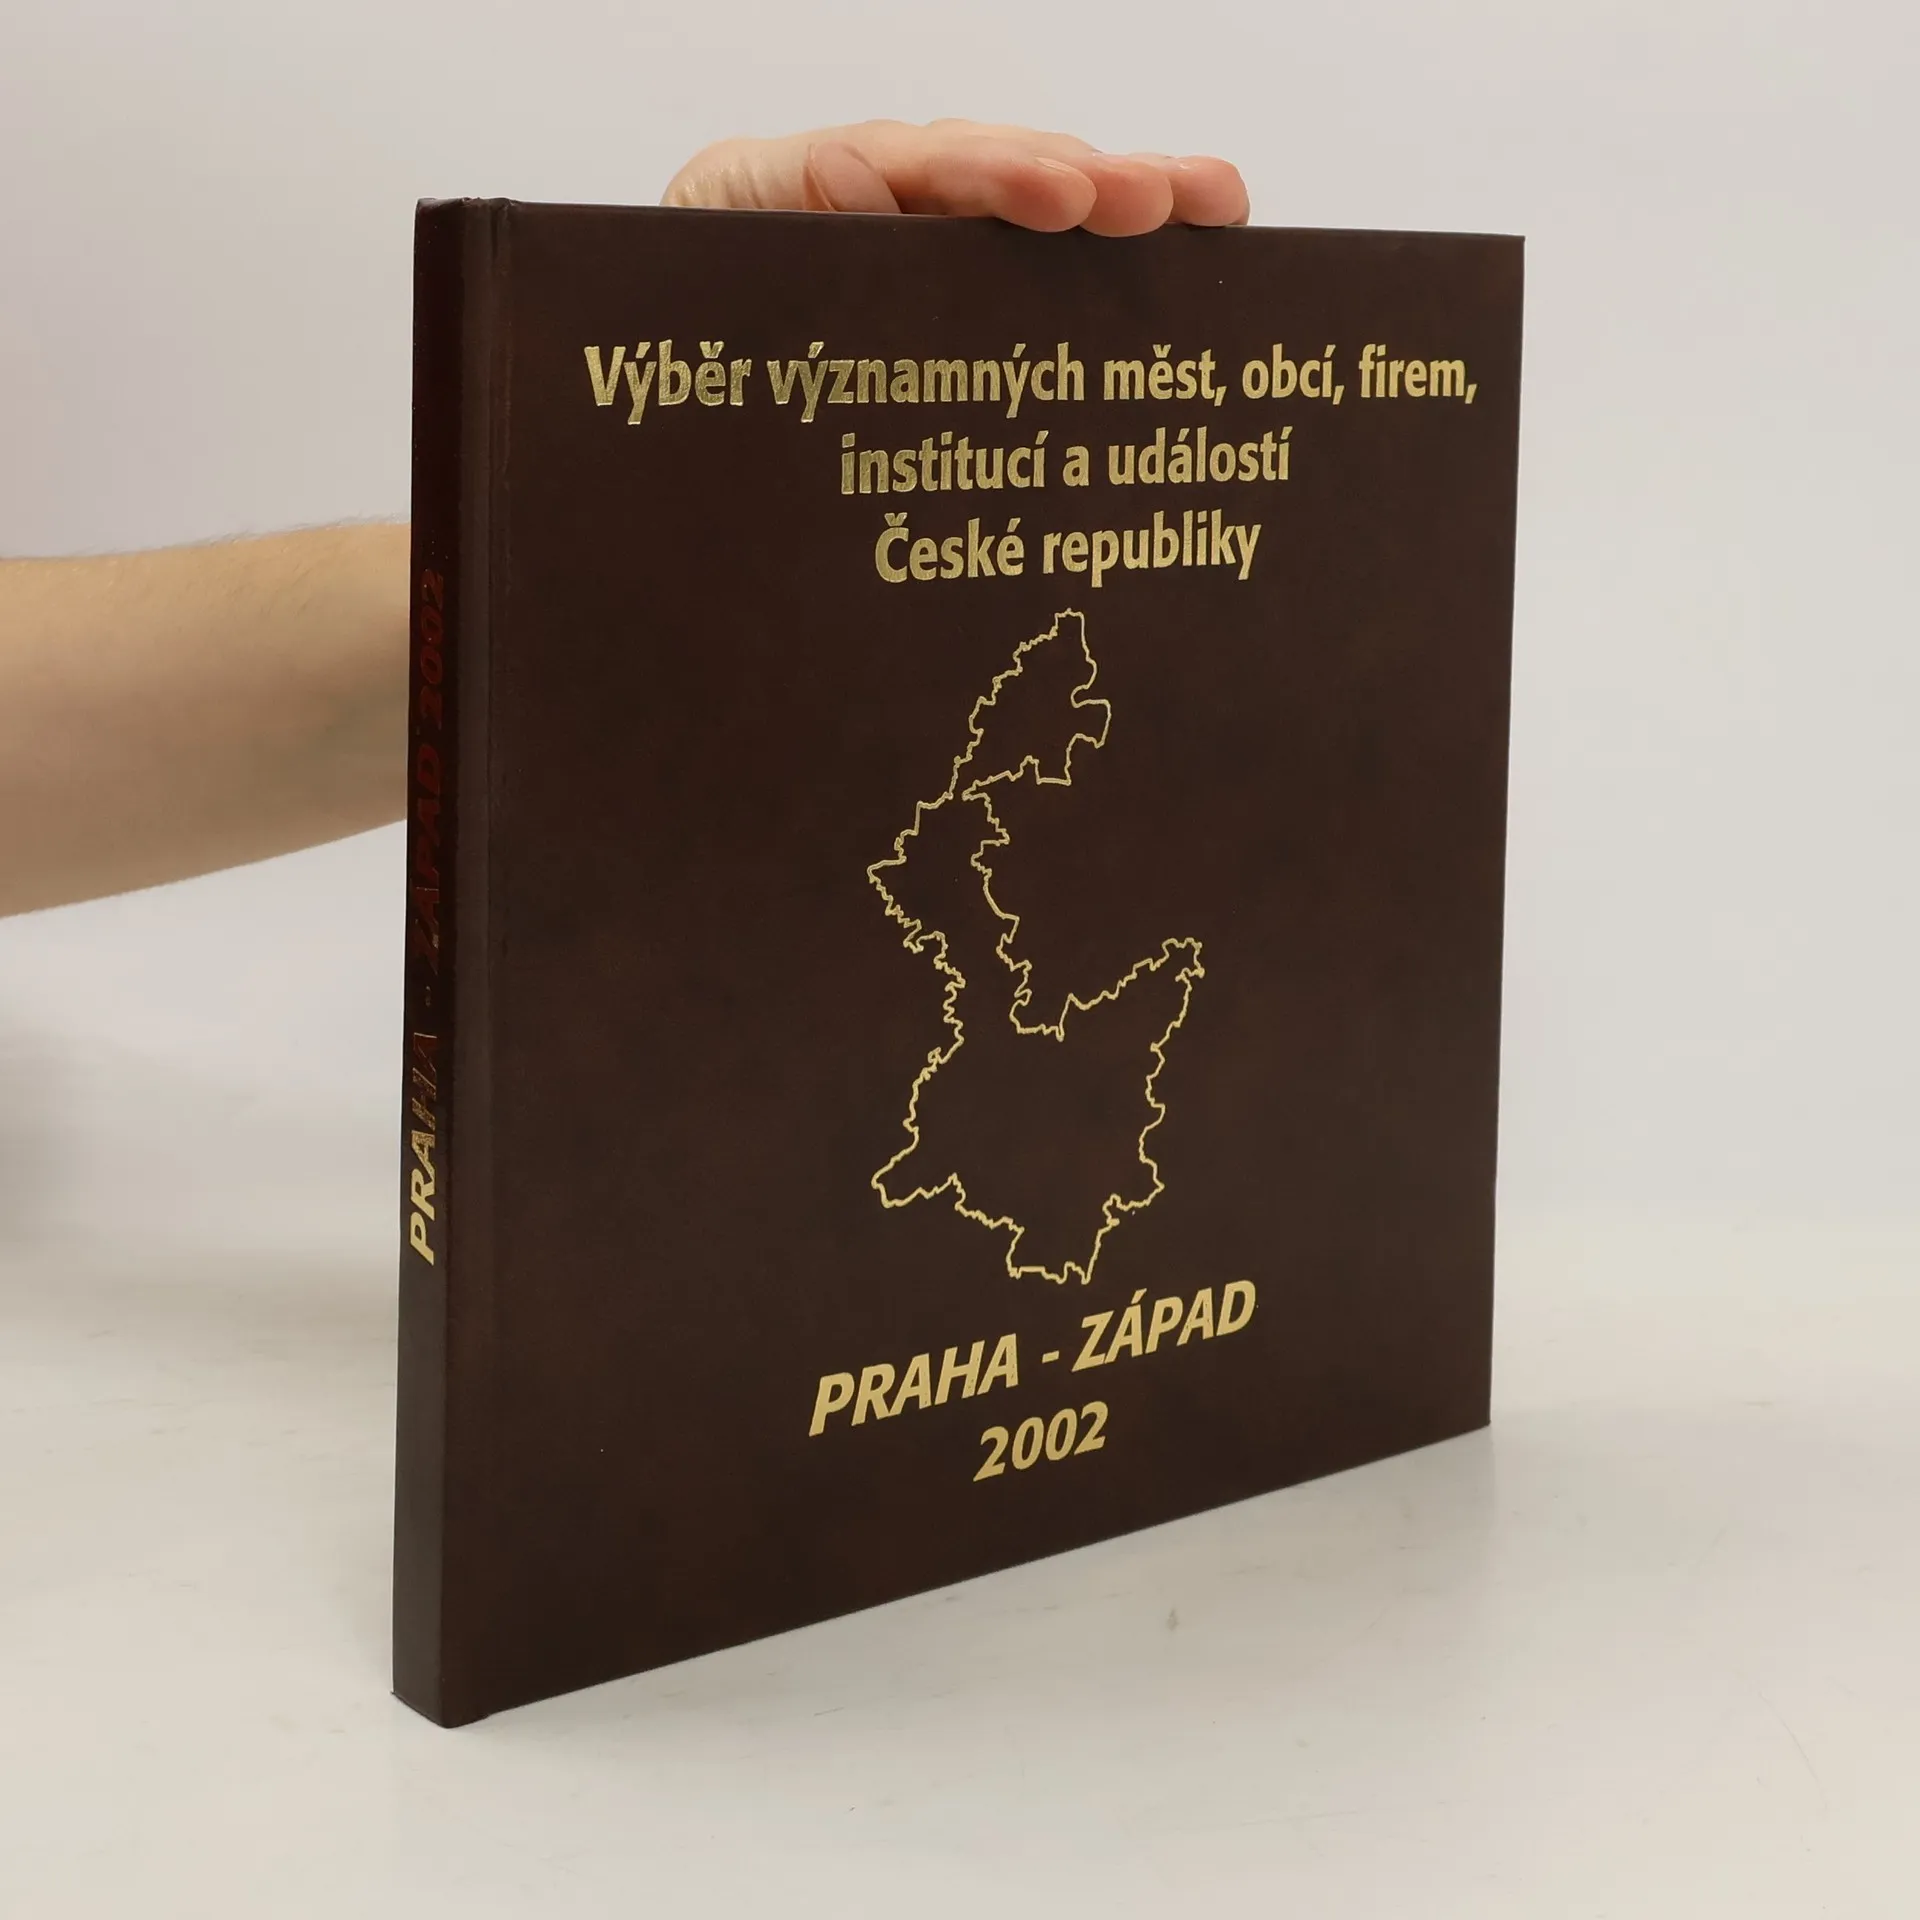 Výběr významných měst, obcí, firem,
institucí a událostí
České republiky
PRAHA - ZÁPAD
2002
PRAHA - ZÁPAD 2002